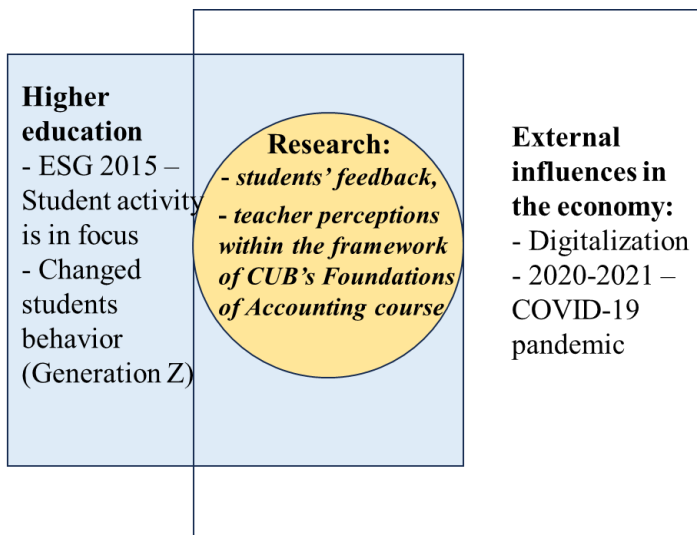 Higher
education
- ESG 2015 –
Student activity
is in focus
- Changed
students
behavior
(Generation Z)
Research:
- students’ feedback,
- teacher perceptions
within the framework
of CUB’s Foundations
of Accounting course
External
influences in
the economy:
- Digitalization
- 2020-2021 –
COVID-19
pandemic